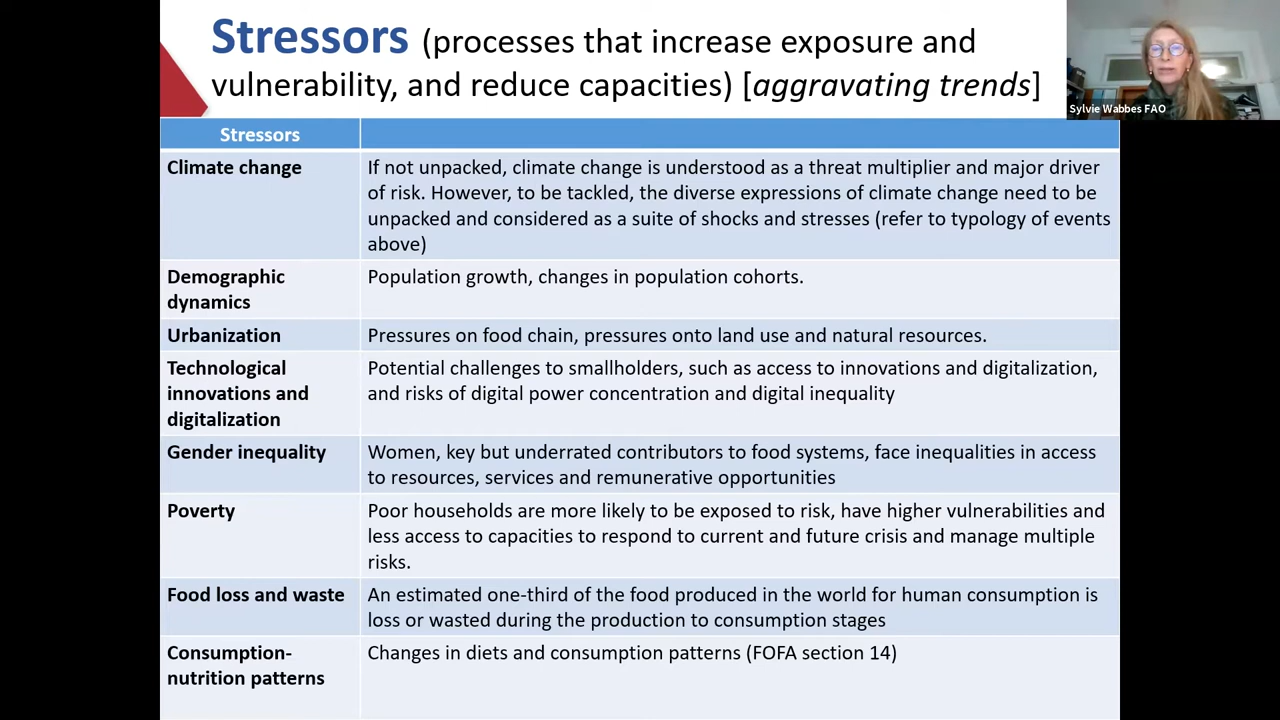 Stressors (processes that increase exposure and
vulnerability, and reduce capacities) [aggravating trends]
Sylvie Wabbes FAO
Stressors
Climate change
If not unpacked, climate change is understood as a threat multiplier and major driver
of risk. However, to be tackled, the diverse expressions of climate change need to be
unpacked and considered as a suite of shocks and stresses (refer to typology of events
above)
Demographic
dynamics
Population growth, changes in population cohorts.
Urbanization
Pressures on food chain, pressures onto land use and natural resources.
Technological
innovations and
digitalization
Potential challenges to smallholders, such as access to innovations and digitalization,
and risks of digital power concentration and digital inequality
Gender inequality
Women, key but underrated contributors to food systems, face inequalities in access
to resources, services and remunerative opportunities
Poverty
Poor households are more likely to be exposed to risk, have higher vulnerabilities and
less access to capacities to respond to current and future crisis and manage multiple
risks.
Food loss and waste
An estimated one-third of the food produced in the world for human consumption is
loss or wasted during the production to consumption stages
Consumption-
nutrition patterns
Changes in diets and consumption patterns (FOFA section 14)